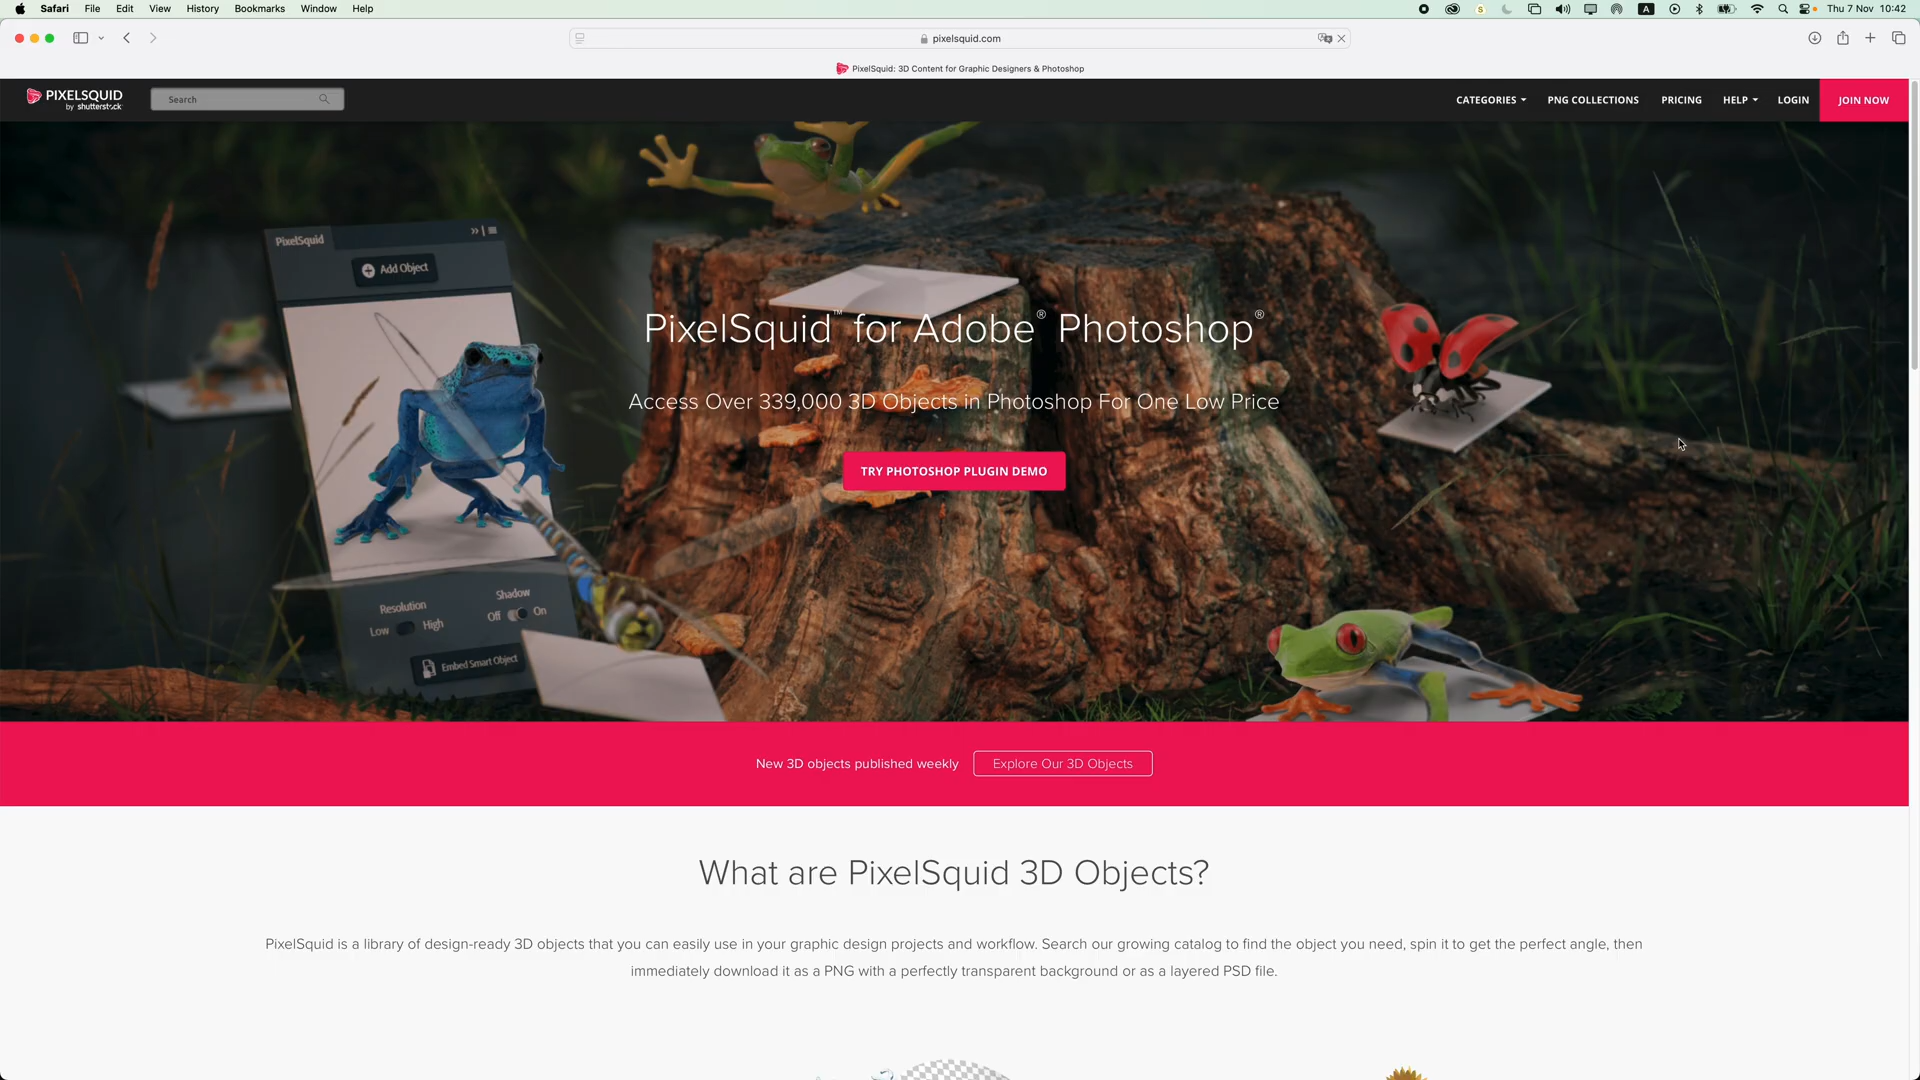 Safari File Edit View History Bookmarks Window Help
S A Thu 7 Nov 10:42
pixelsquid.com
PixelSquid: 3D Content for Graphic Designers & Photoshop
PIXELSQUID
by shutterstock
Search
CATEGORIES PNG COLLECTIONS PRICING HELP LOGIN JOIN NOW
PixelSquid
Add Object
PixelSquid™ for Adobe® Photoshop®
Access Over 339,000 3D Objects in Photoshop For One Low Price
TRY PHOTOSHOP PLUGIN DEMO
Resolution
Low High
Shadow
Off On
Embed Smart Object
New 3D objects published weekly Explore Our 3D Objects
What are PixelSquid 3D Objects?
PixelSquid is a library of design-ready 3D objects that you can easily use in your graphic design projects and workflow. Search our growing catalog to find the object you need, spin it to get the perfect angle, then
immediately download it as a PNG with a perfectly transparent background or as a layered PSD file.